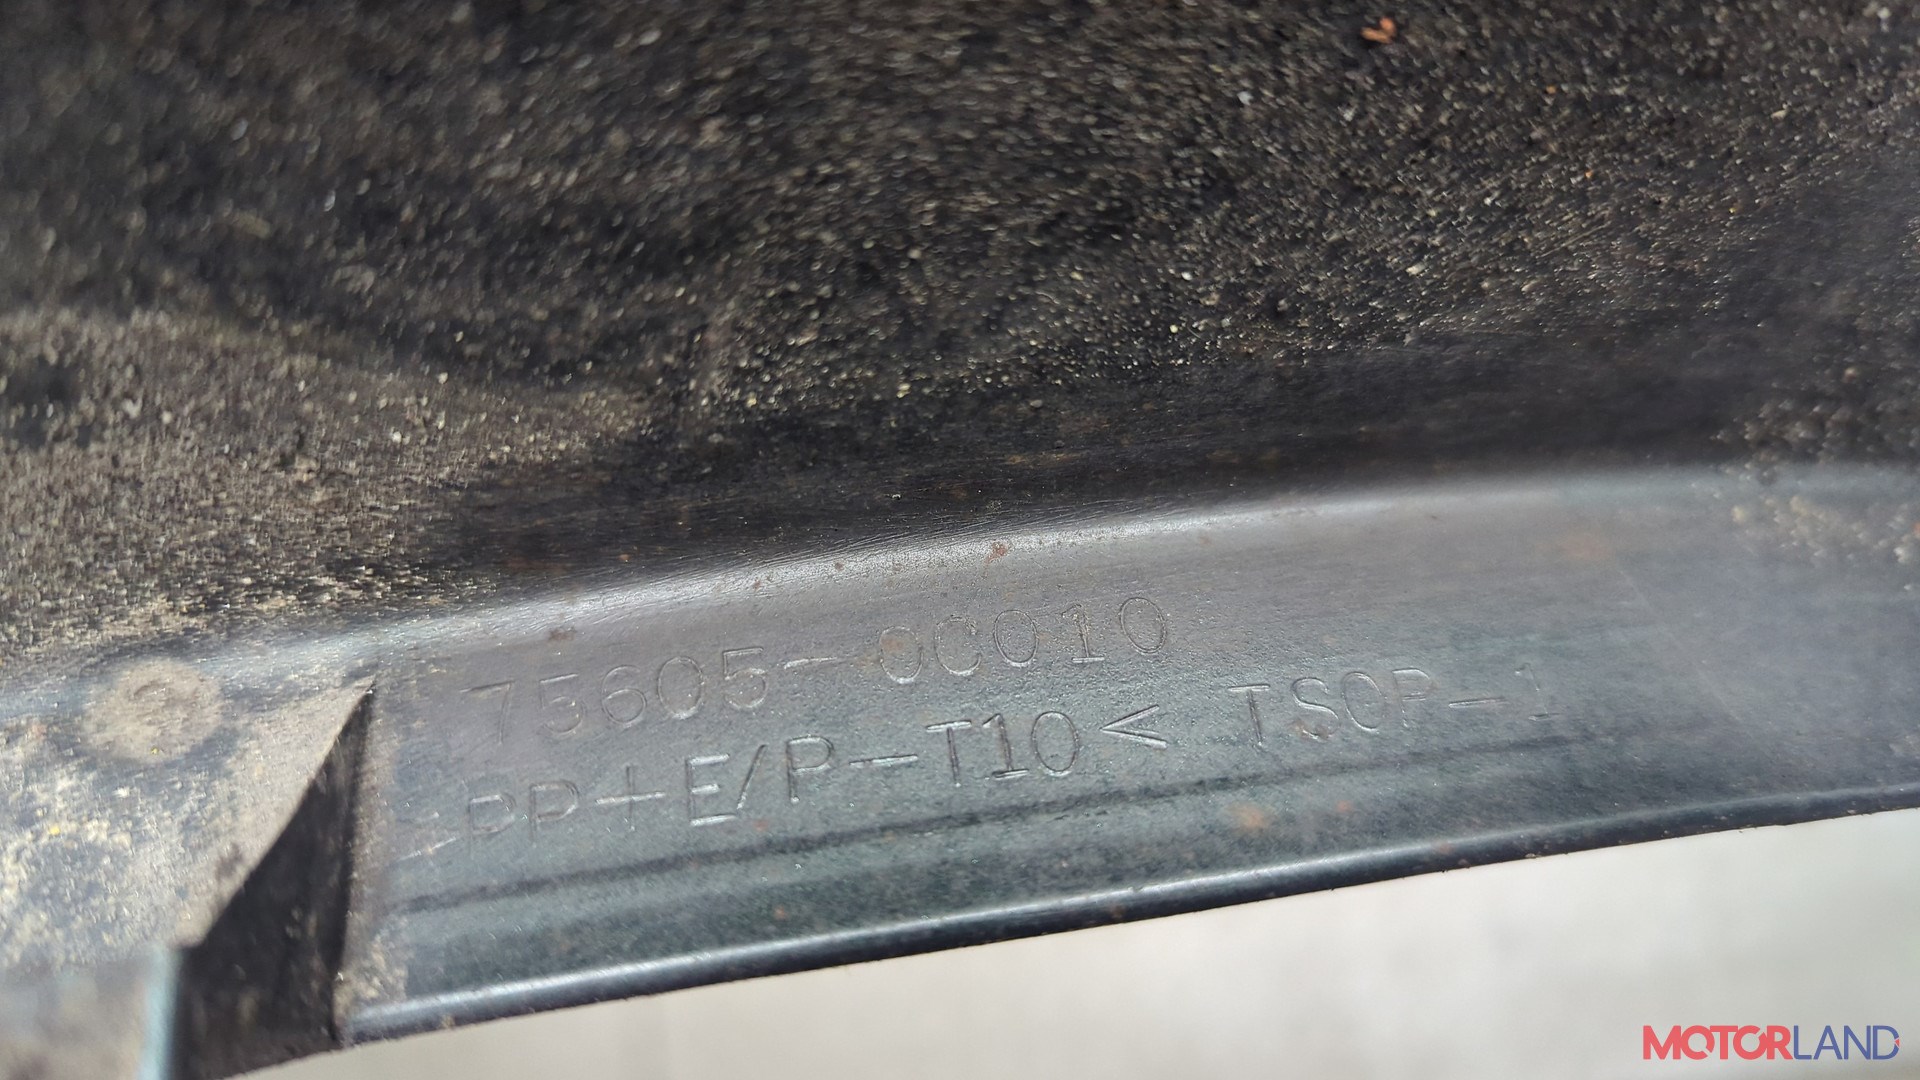 75605-0C010
>PP+E/P-T10< TSOP-1
MOTORLAND